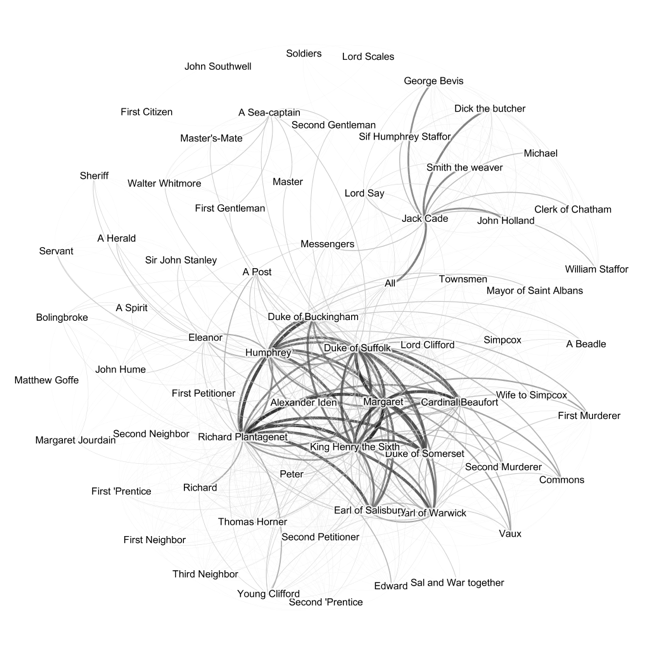 Soldiers
Lord Scales
John Southwell
George Bevis
First Citizen
A Sea-captain
Dick the butcher
Second Gentleman
Master's-Mate
Sif Humphrey Staffor
Michael
Smith the weaver
Sheriff
Walter Whitmore
Master
Lord Say
First Gentleman
Clerk of Chatham
Jack Cade
John Holland
A Herald
Messengers
Servant
Sir John Stanley
A Post
William Staffor
All
Townsmen
Mayor of Saint Albans
A Spirit
Bolingbroke
Duke of Buckingham
Eleanor
Humphrey
Duke of Suffolk
Lord Clifford
Simpcox
A Beadle
John Hume
Matthew Goffe
First Petitioner
Alexander Iden
Margaret
Cardinal Beaufort
Wife to Simpcox
First Murderer
Margaret Jourdain
Second Neighbor
Richard Plantagenet
King Henry the Sixth
Duke of Somerset
Second Murderer
Peter
Commons
First 'Prentice
Richard
Earl of Salisbury
Earl of Warwick
Thomas Horner
Second Petitioner
Vaux
First Neighbor
Third Neighbor
Edward
Sal and War together
Young Clifford
Second 'Prentice